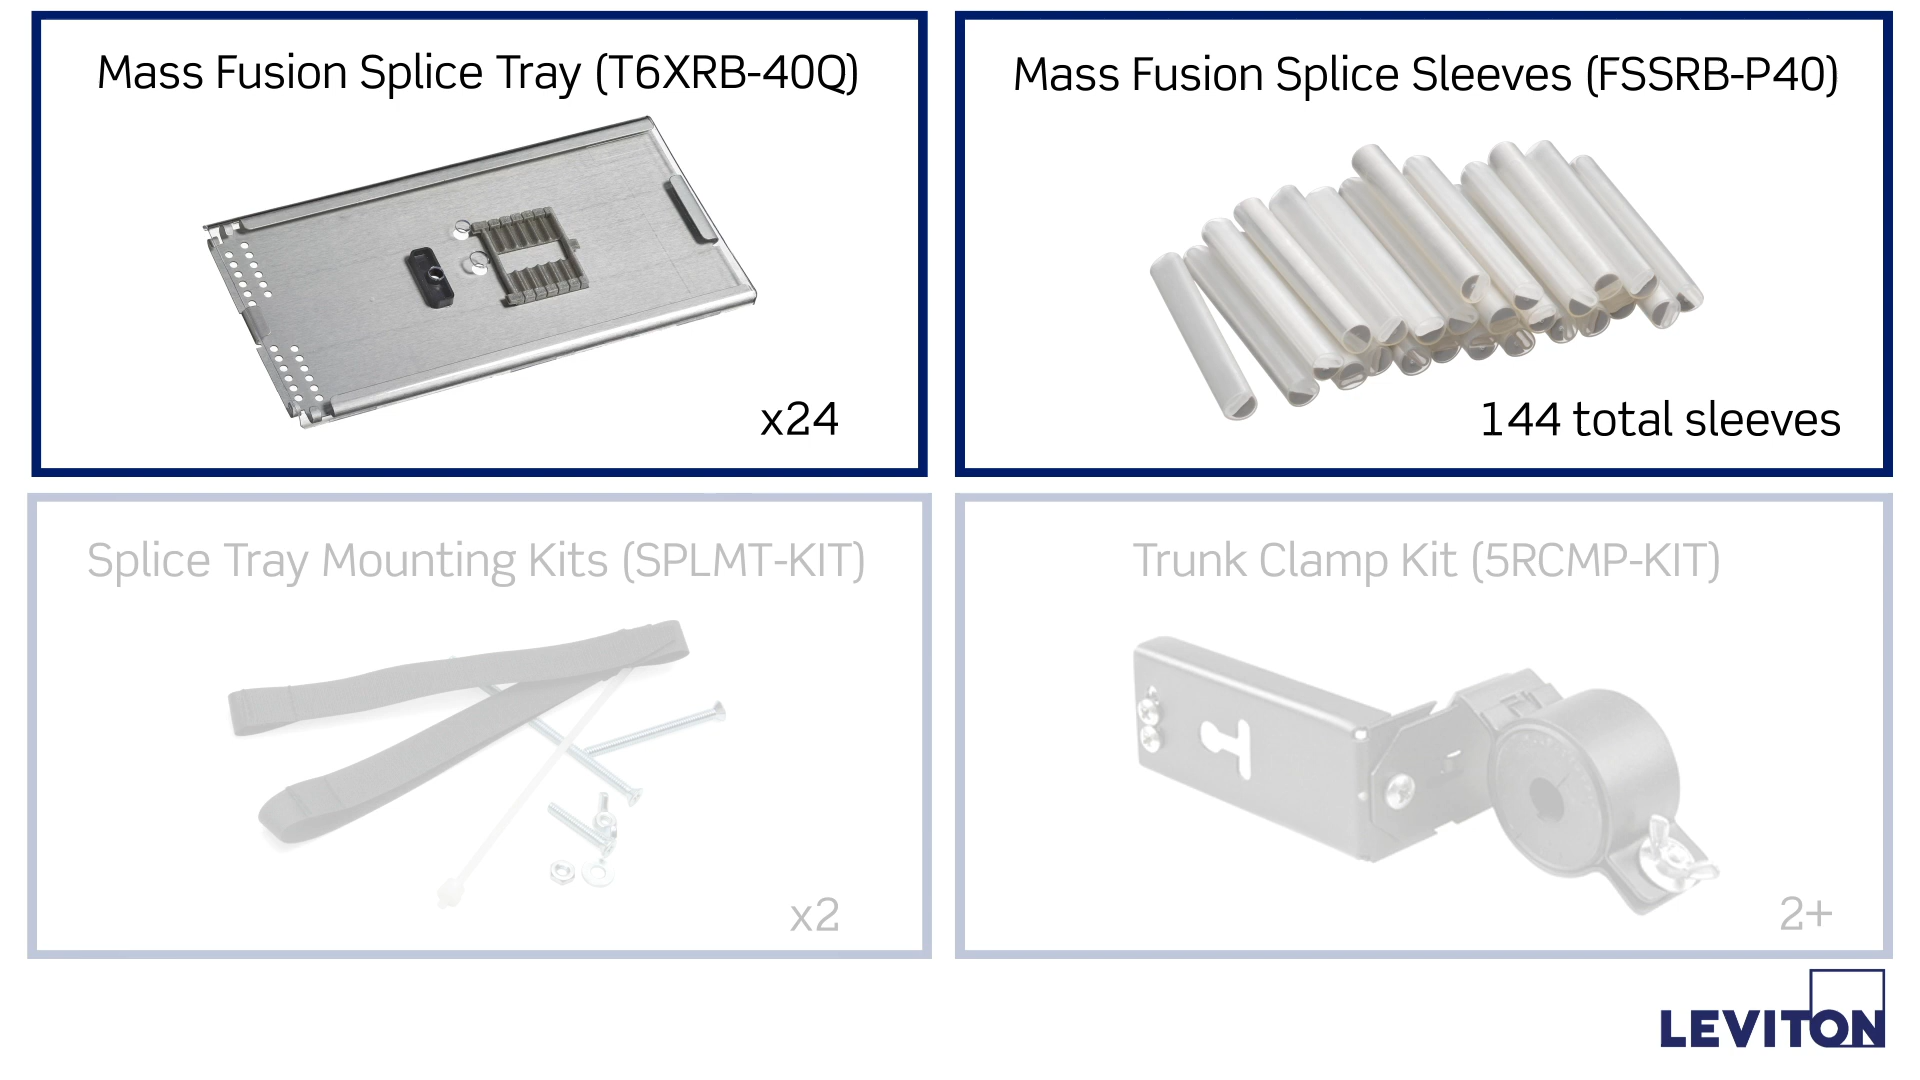 Mass Fusion Splice Tray (T6XRB-40Q)
x24
Mass Fusion Splice Sleeves (FSSRB-P40)
144 total sleeves
Splice Tray Mounting Kits (SPLMT-KIT)
x2
Trunk Clamp Kit (5RCMP-KIT)
2+
LEVITON